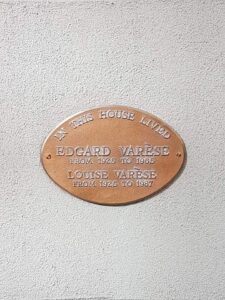 IN THIS HOUSE LIVED
EDGARD VARÈSE
FROM 1925 TO 1965
LOUISE VARÈSE
FROM 1925 TO 1987